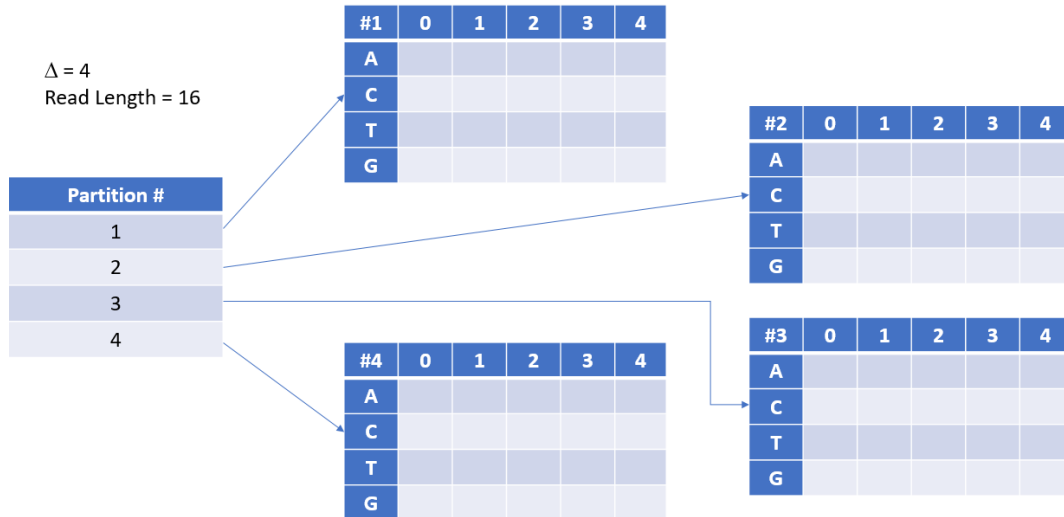 Δ = 4
Read Length = 16
#1 0 1 2 3 4
A
C
T
G
#2 0 1 2 3 4
A
C
T
G
Partition #
1
2
3
4
#3 0 1 2 3 4
A
C
T
G
#4 0 1 2 3 4
A
C
T
G